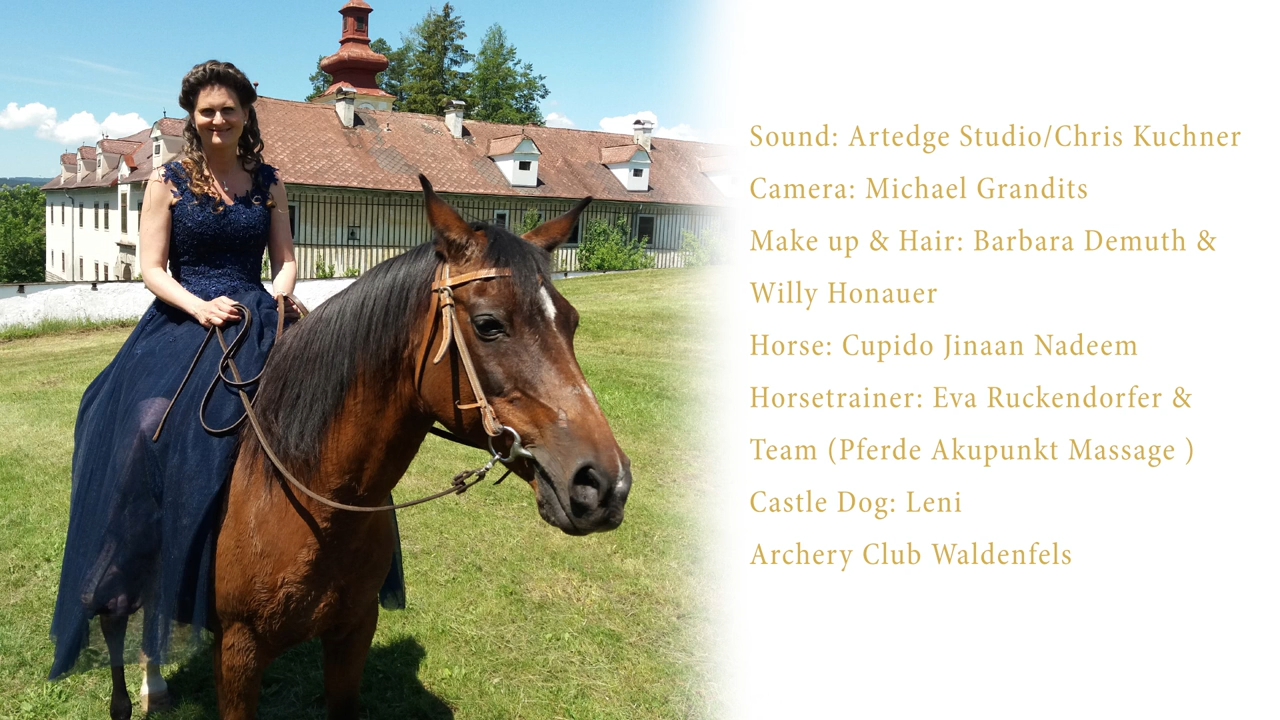 Sound: Artedge Studio/Chris Kuchner
Camera: Michael Grandits
Make up & Hair: Barbara Demuth &
Willy Honauer
Horse: Cupido Jinaan Nadeem
Horsetrainer: Eva Ruckendorfer &
Team (Pferde Akupunkt Massage )
Castle Dog: Leni
Archery Club Waldenfels